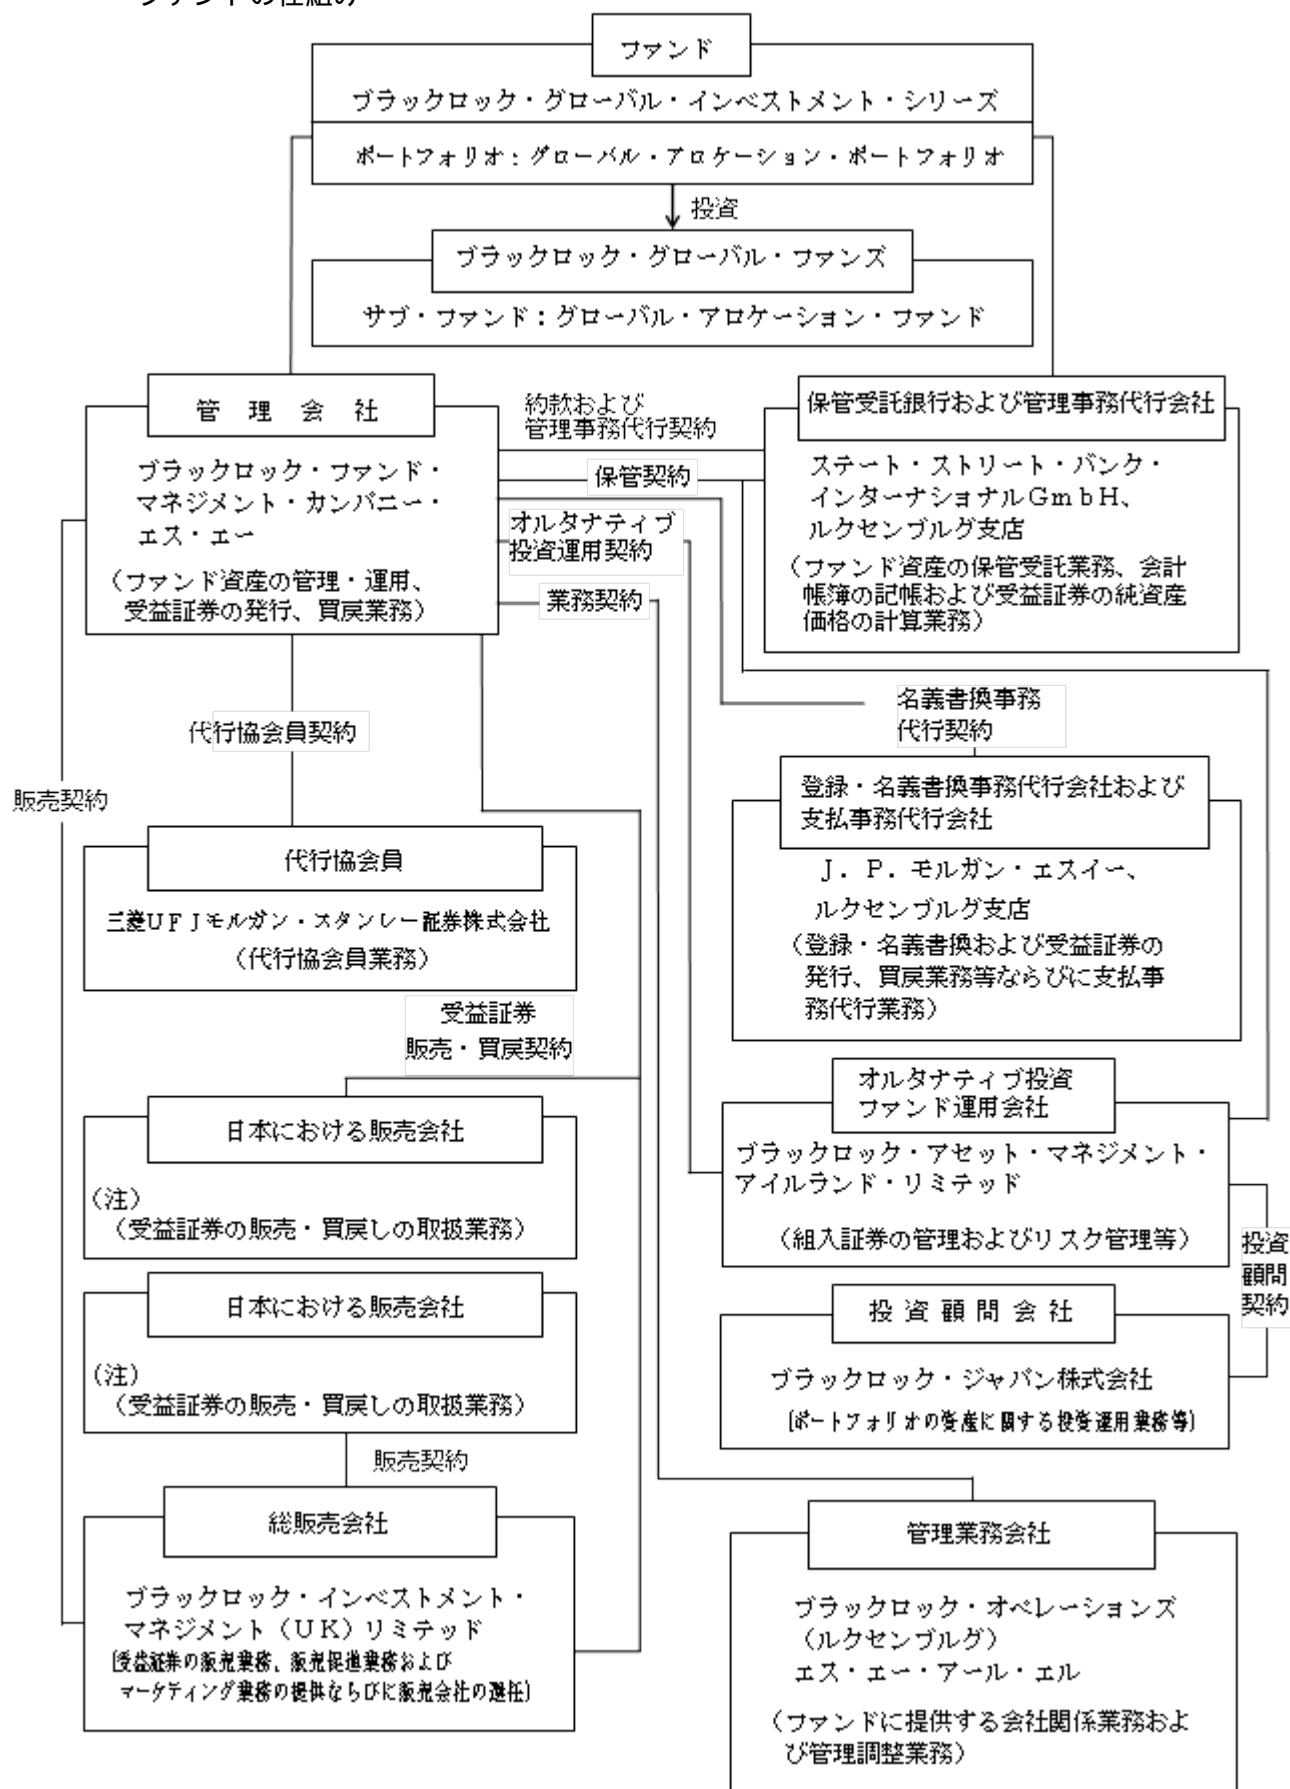 ファンドの仕組み
ファンド
ブラックロック・グローバル・インベストメント・シリーズ
ポートフォリオ：グローバル・アロケーション・ポートフォリオ
投資
ブラックロック・グローバル・ファンズ
サブ・ファンド：グローバル・アロケーション・ファンド
管理会社
ブラックロック・ファンド・
マネジメント・カンパニー・
エス・エー
（ファンド資産の管理・運用、
受益証券の発行、買戻業務）
約款および
管理事務代行契約
保管契約
オルタナティブ
投資運用契約
業務契約
保管受託銀行および管理事務代行会社
ステート・ストリート・バンク・
インターナショナルＧｍｂＨ、
ルクセンブルグ支店
（ファンド資産の保管受託業務、会計
帳簿の記帳および受益証券の純資産
価格の計算業務）
名義書換事務
代行契約
代行協会員契約
販売契約
登録・名義書換事務代行会社および
支払事務代行会社
Ｊ．Ｐ．モルガン・エスイー、
ルクセンブルグ支店
（登録・名義書換および受益証券の
発行、買戻業務等ならびに支払事
務代行業務）
代行協会員
三菱ＵＦＪモルガン・スタンレー証券株式会社
（代行協会員業務）
受益証券
販売・買戻契約
オルタナティブ投資
ファンド運用会社
ブラックロック・アセット・マネジメント・
アイルランド・リミテッド
（組入証券の管理およびリスク管理等）
日本における販売会社
（注）
（受益証券の販売・買戻しの取扱業務）
投資
顧問
契約
日本における販売会社
（注）
（受益証券の販売・買戻しの取扱業務）
投資顧問会社
ブラックロック・ジャパン株式会社
（ポートフォリオの資産に関する投資運用業務等）
販売契約
総販売会社
ブラックロック・インベストメント・
マネジメント（ＵＫ）リミテッド
（受益証券の販売業務、販売促進業務および
マーケティング業務の提供ならびに販売会社の選任）
管理業務会社
ブラックロック・オペレーションズ
（ルクセンブルグ）
エス・エー・アール・エル
（ファンドに提供する会社関係業務およ
び管理調整業務）